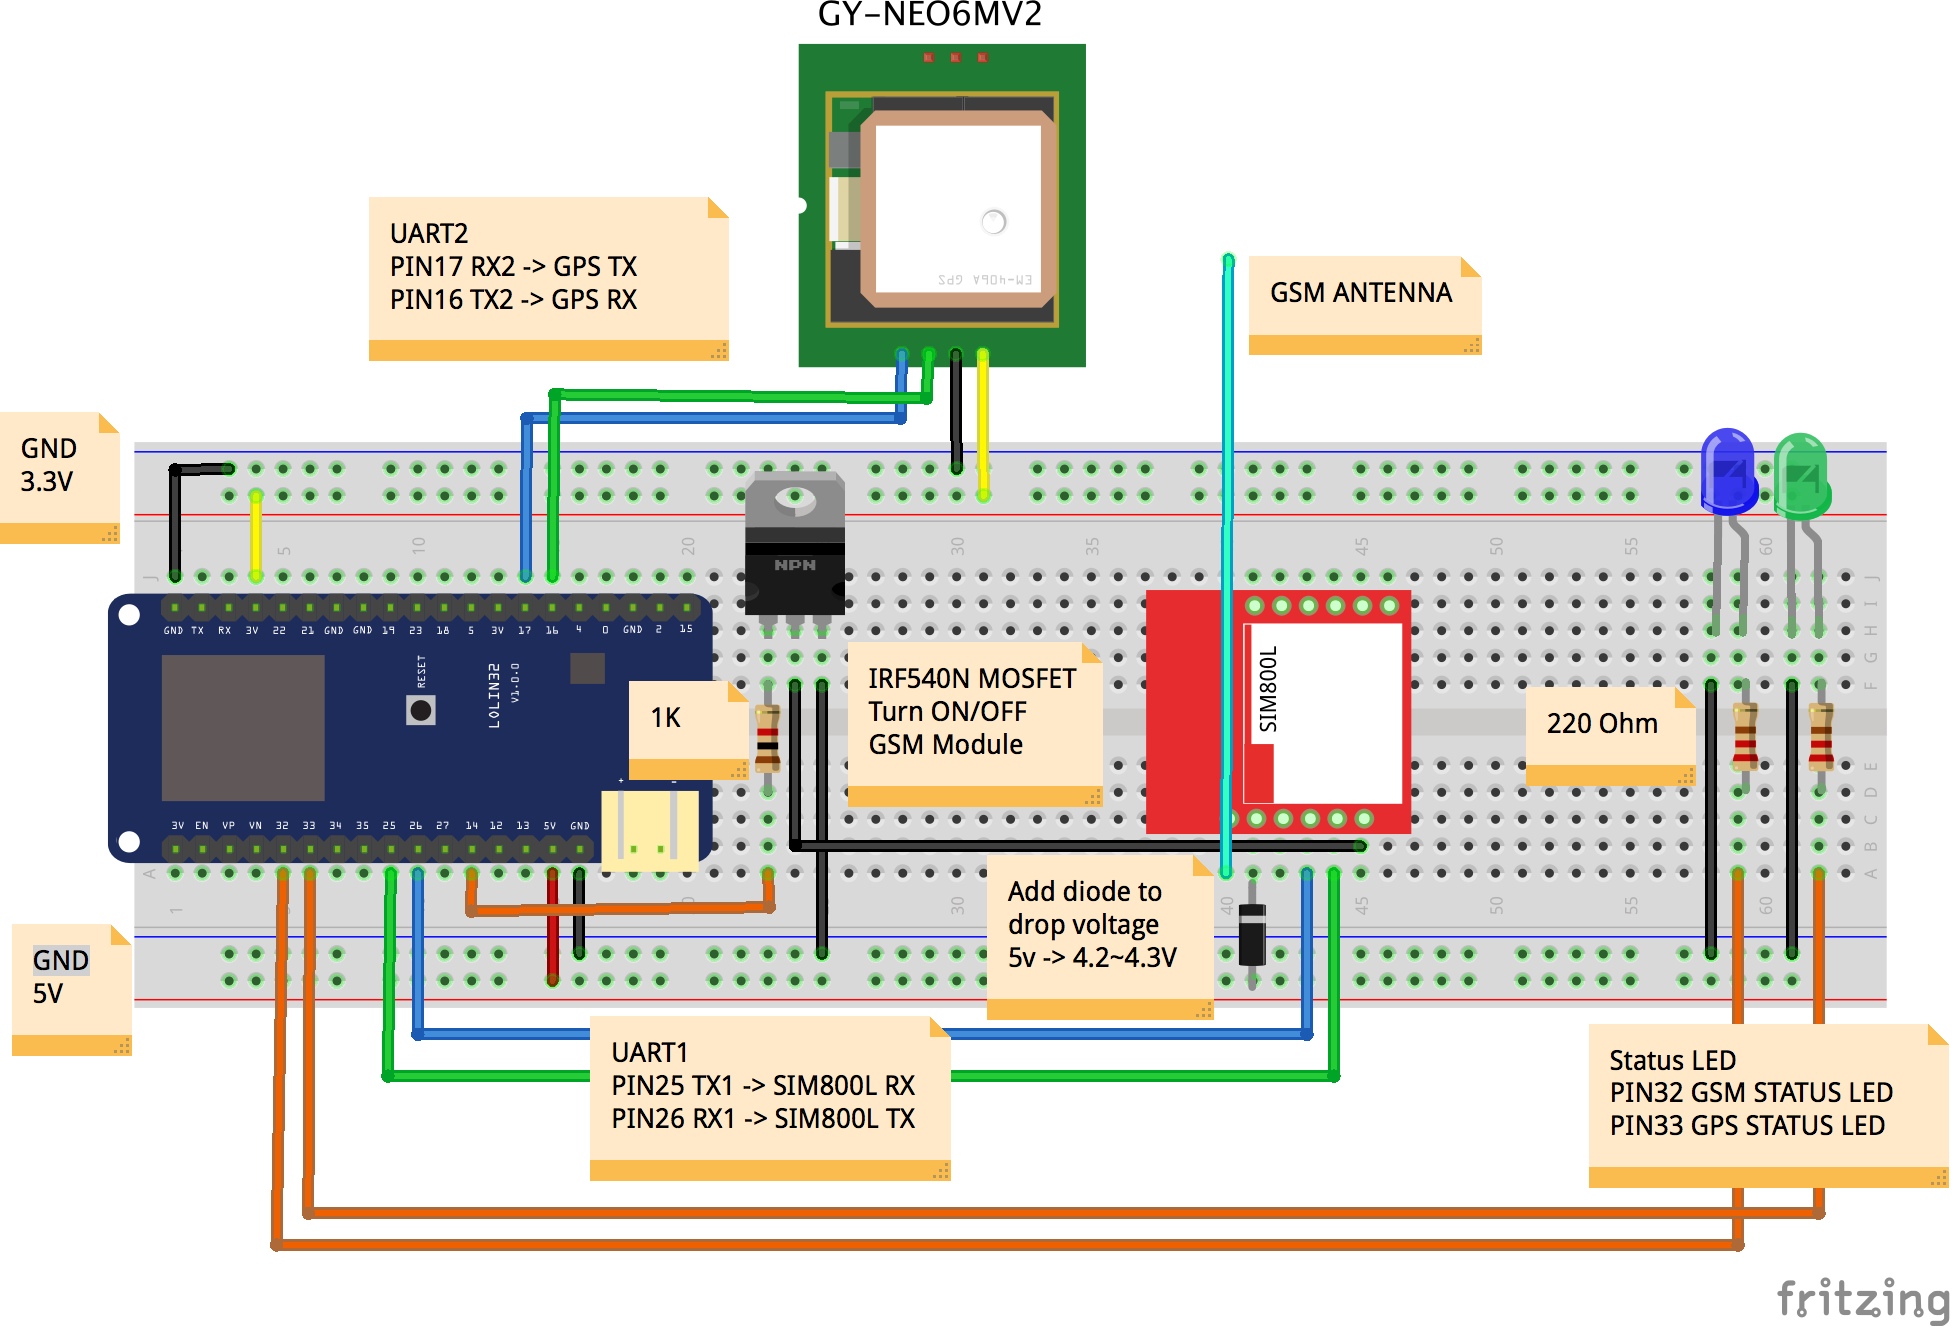 GY-NEO6MV2
EM-406A GPS
UART2
PIN17 RX2 -> GPS TX
PIN16 TX2 -> GPS RX
GSM ANTENNA
GND
3.3V
5 10 20 30 35 45 50 55 60
J
J
I
H
G
F
E
D
C
B
A
A
NPN
GND TX RX 3V 22 21 GND GND 19 23 18 5 3V 17 16 4 0 GND 2 15
RESET
LOLIN32
V1.0.0
1K
+ -
3V EN VP VN 32 33 34 35 25 26 27 14 12 13 5V GND
IRF540N MOSFET
Turn ON/OFF
GSM Module
SIM800L
220 Ohm
1 30 40 45 50 55 60
Add diode to
drop voltage
5v -> 4.2~4.3V
GND
5V
UART1
PIN25 TX1 -> SIM800L RX
PIN26 RX1 -> SIM800L TX
Status LED
PIN32 GSM STATUS LED
PIN33 GPS STATUS LED
fritzing